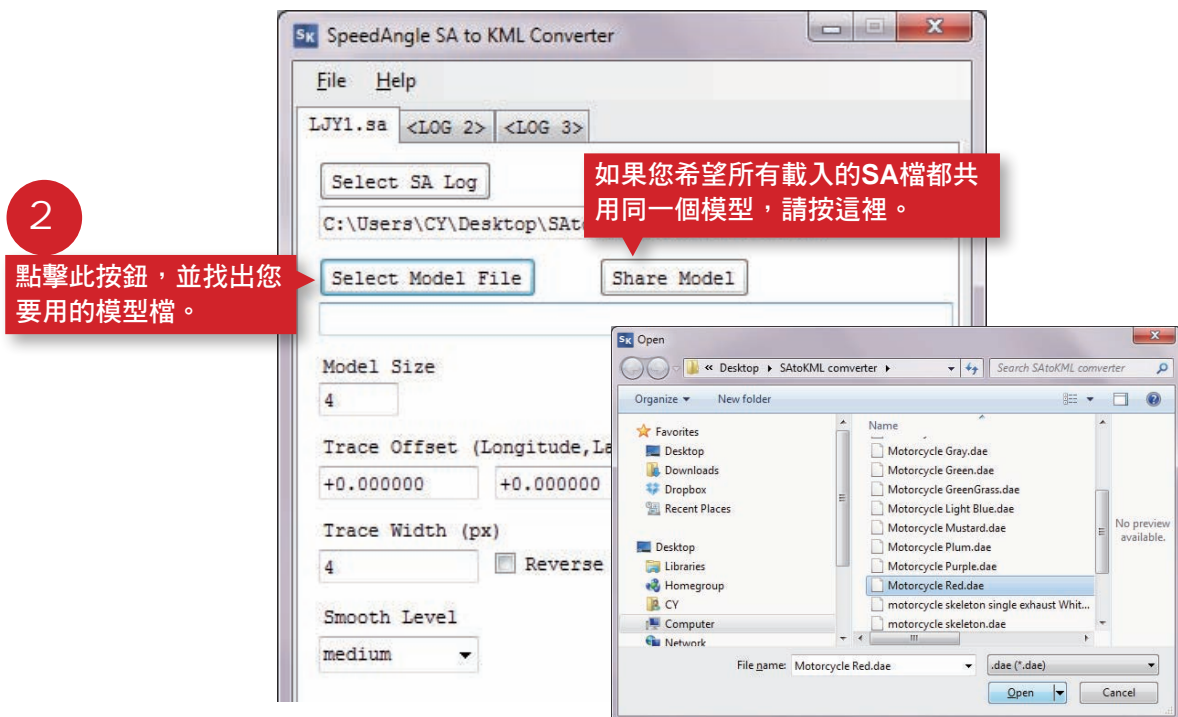 SK SpeedAngle SA to KML Converter
File Help
LJY1.sa <LOG 2> <LOG 3>
Select SA Log
如果您希望所有載入的SA檔都共
用同一個模型，請按這裡。
C:\Users\CY\Desktop\SAt
2
點擊此按鈕，並找出您
要用的模型檔。
Select Model File Share Model
Model Size
4
Trace Offset (Longitude,La
+0.000000 +0.000000
Trace Width (px)
4 Reverse
Smooth Level
medium
SK Open
« Desktop ▸ SAtoKML comverter ▸ Search SAtoKML comverter
Organize ▾ New folder
Favorites
Desktop
Downloads
Dropbox
Recent Places
Desktop
Libraries
Homegroup
CY
Computer
Network
Name
Motorcycle Gray.dae
Motorcycle Green.dae
Motorcycle GreenGrass.dae
Motorcycle Light Blue.dae
Motorcycle Mustard.dae
Motorcycle Plum.dae
Motorcycle Purple.dae
Motorcycle Red.dae
motorcycle skeleton single exhaust Whit...
motorcycle skeleton.dae
No preview
available.
File name: Motorcycle Red.dae .dae (*.dae)
Open Cancel